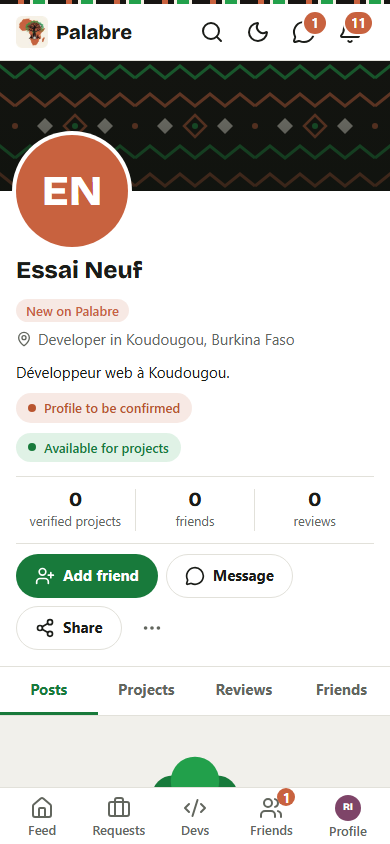 Palabre
1
11
EN
Essai Neuf
New on Palabre
Developer in Koudougou, Burkina Faso
Développeur web à Koudougou.
Profile to be confirmed
Available for projects
0 0 0
verified projects friends reviews
Add friend Message
Share
Posts Projects Reviews Friends
1
RI
Feed Requests Devs Friends Profile